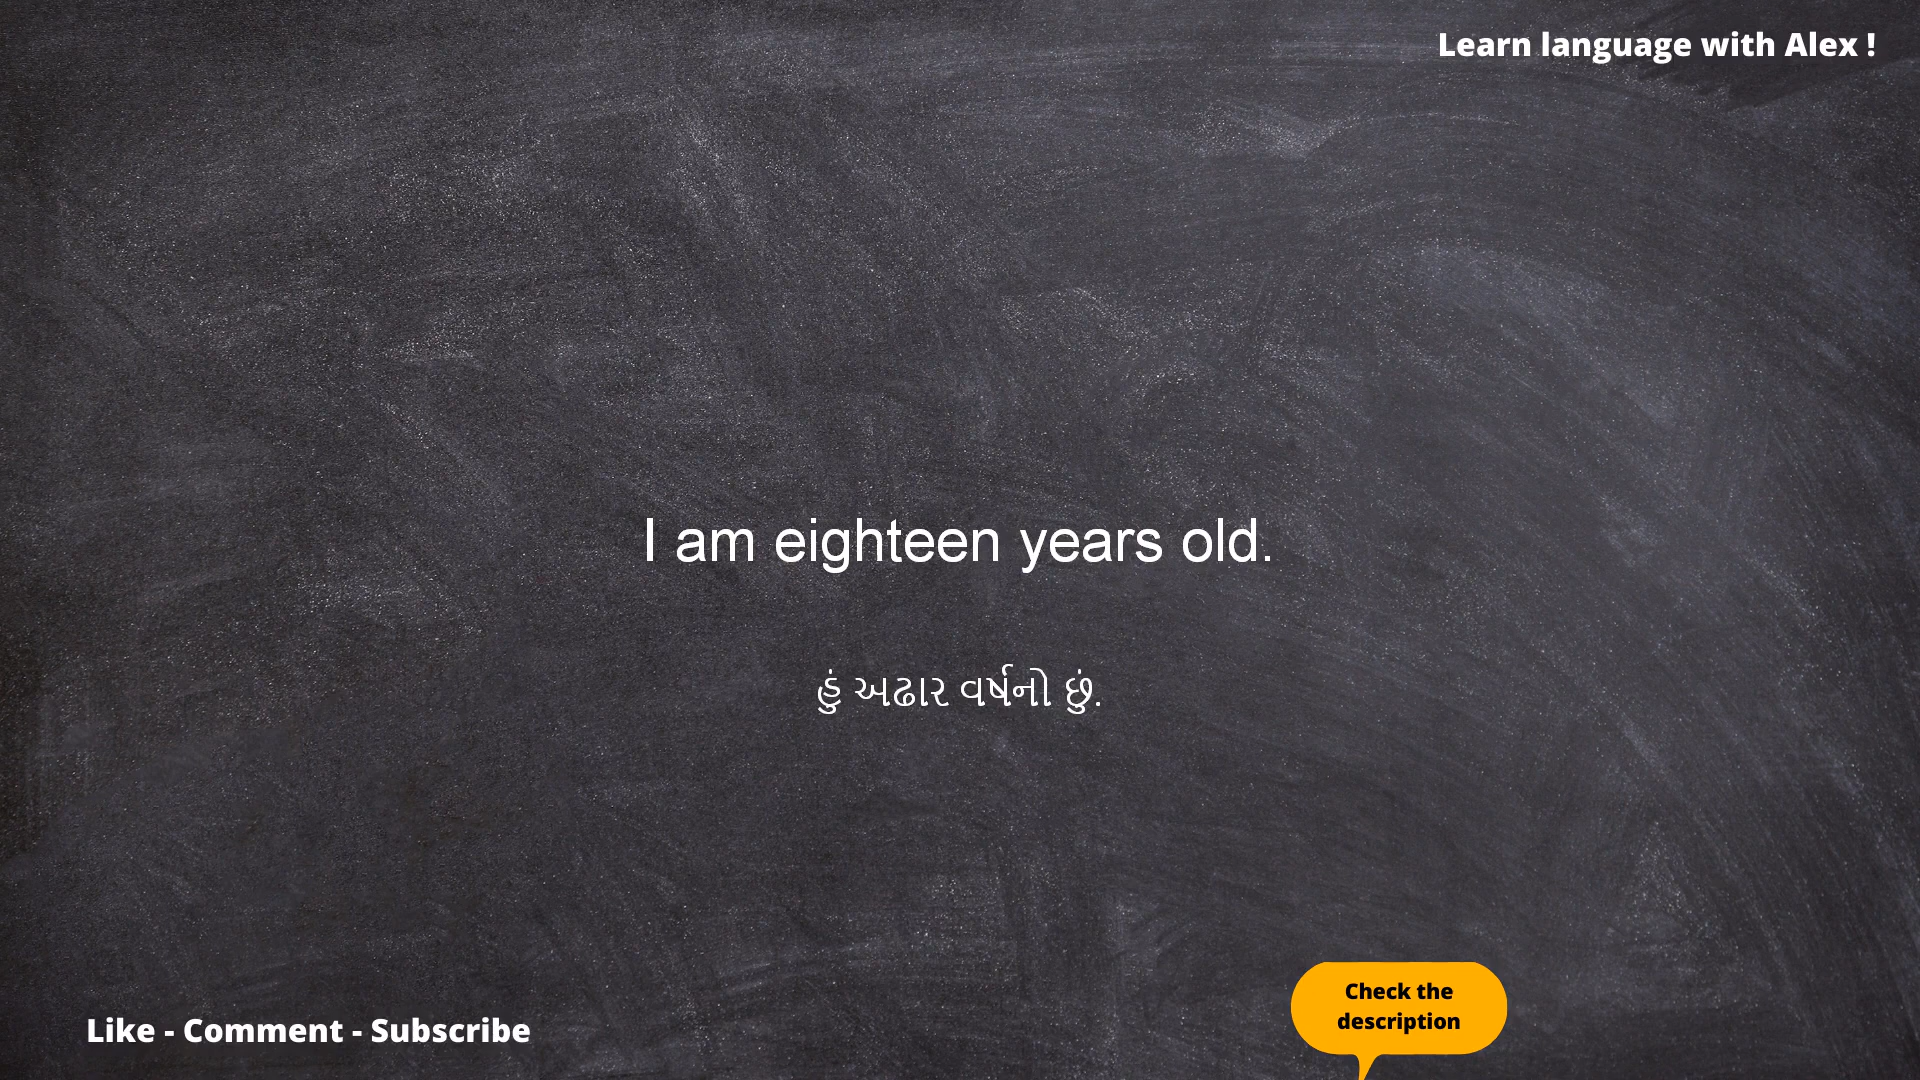 Learn language with Alex !
I am eighteen years old.
હું અઢાર વર્ષનો છું.
Check the
description
Like - Comment - Subscribe